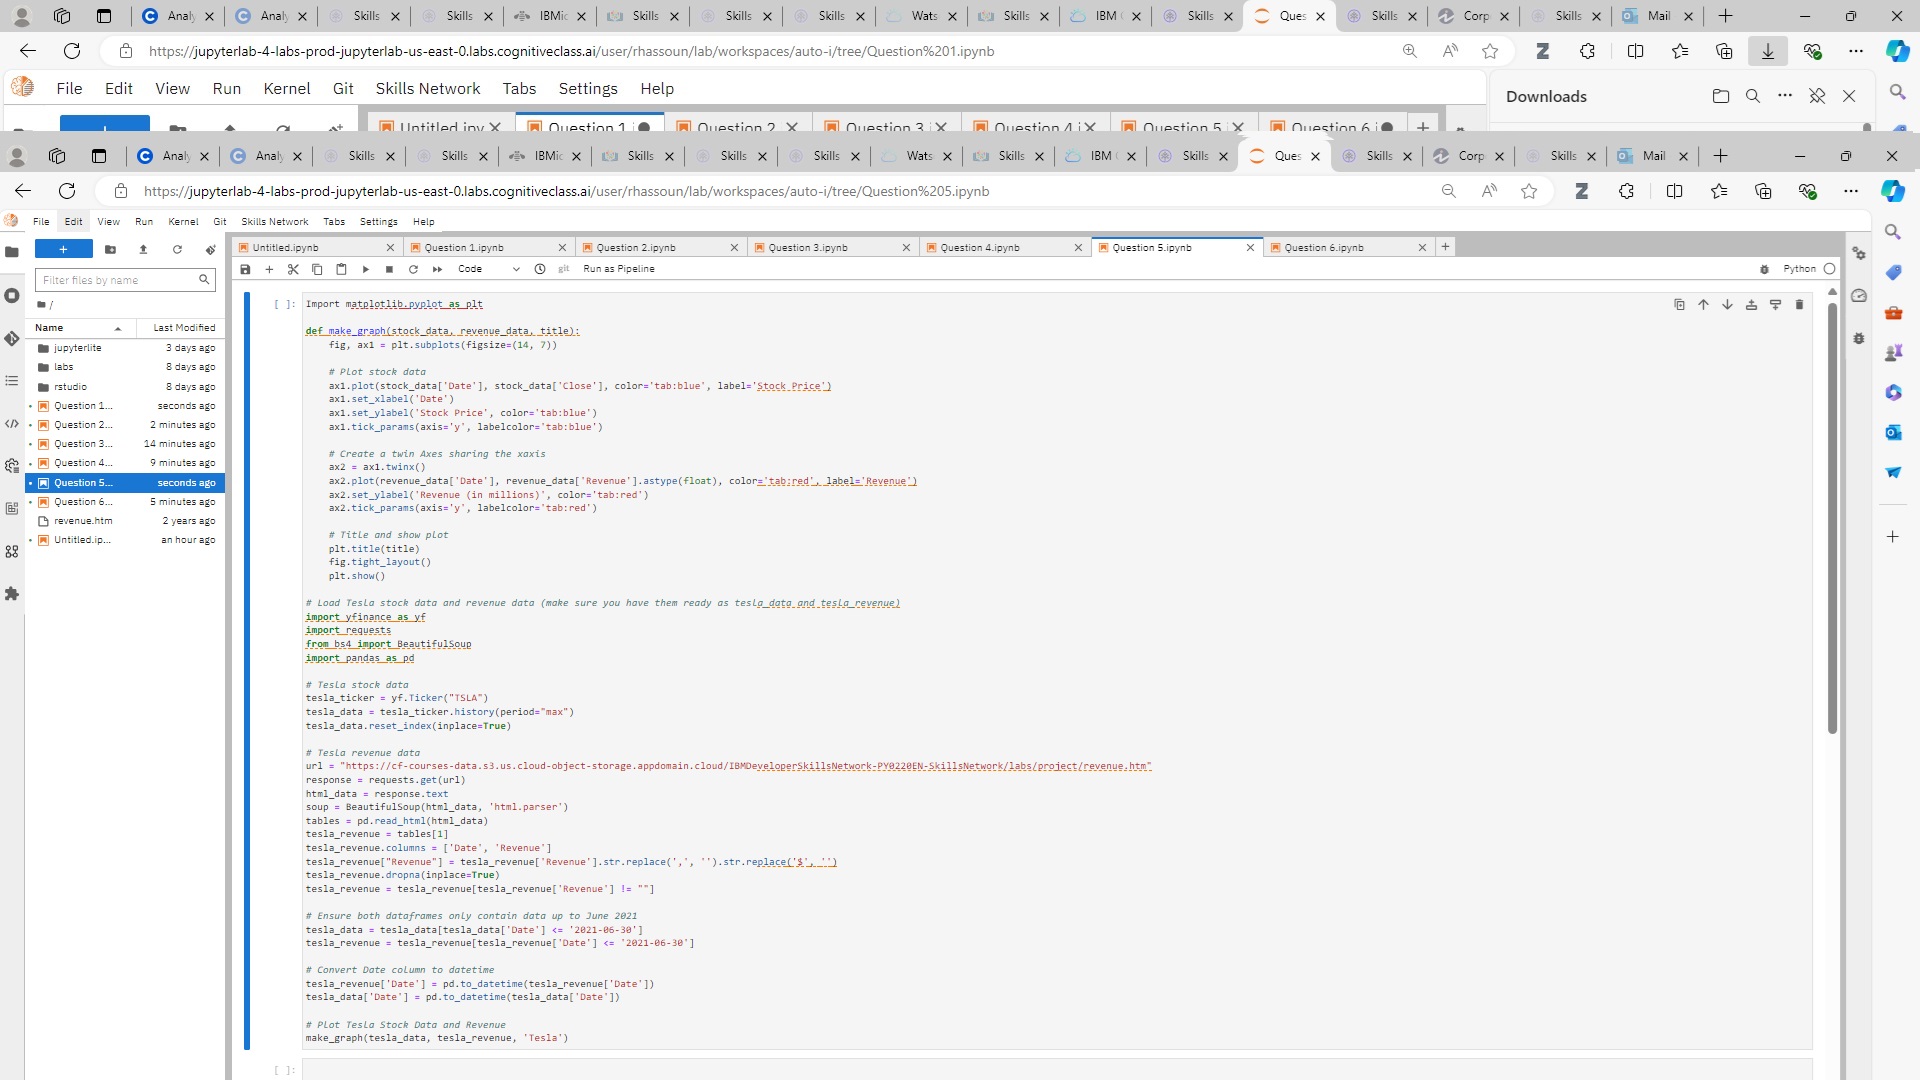 Analy
Analy
Skills
Skills
IBMic
Skills
Skills
Skills
Wats
Skills
IBM
Skills
Ques
Skills
Corp
Skills
Mail
https://jupyterlab-4-labs-prod-jupyterlab-us-east-0.labs.cognitiveclass.ai/user/rhassoun/lab/workspaces/auto-i/tree/Question%201.ipynb
File Edit View Run Kernel Git Skills Network Tabs Settings Help
Downloads
Untitled.ipy Question 1.i Question 2. Question 3.i Question 4.i Question 5.i Question 6.i
Analy
Analy
Skills
Skills
IBMic
Skills
Skills
Skills
Wats
Skills
IBM
Skills
Ques
Skills
Corp
Skills
Mail
https://jupyterlab-4-labs-prod-jupyterlab-us-east-0.labs.cognitiveclass.ai/user/rhassoun/lab/workspaces/auto-i/tree/Question%205.ipynb
File Edit View Run Kernel Git Skills Network Tabs Settings Help
Untitled.ipynb Question 1.ipynb Question 2.ipynb Question 3.ipynb Question 4.ipynb Question 5.ipynb Question 6.ipynb
Code git Run as Pipeline Python
Filter files by name
/
Name Last Modified
jupyterlite 3 days ago
labs 8 days ago
rstudio 8 days ago
Question 1... seconds ago
Question 2... 2 minutes ago
Question 3... 14 minutes ago
Question 4... 9 minutes ago
Question 5... seconds ago
Question 6... 5 minutes ago
revenue.htm 2 years ago
Untitled.ip... an hour ago
[ ]: Import matplotlib.pyplot as plt
def make_graph(stock_data, revenue_data, title):
    fig, ax1 = plt.subplots(figsize=(14, 7))
    # Plot stock data
    ax1.plot(stock_data['Date'], stock_data['Close'], color='tab:blue', label='Stock Price')
    ax1.set_xlabel('Date')
    ax1.set_ylabel('Stock Price', color='tab:blue')
    ax1.tick_params(axis='y', labelcolor='tab:blue')
    # Create a twin Axes sharing the xaxis
    ax2 = ax1.twinx()
    ax2.plot(revenue_data['Date'], revenue_data['Revenue'].astype(float), color='tab:red', label='Revenue')
    ax2.set_ylabel('Revenue (in millions)', color='tab:red')
    ax2.tick_params(axis='y', labelcolor='tab:red')
    # Title and show plot
    plt.title(title)
    fig.tight_layout()
    plt.show()
# Load Tesla stock data and revenue data (make sure you have them ready as tesla_data and tesla_revenue)
import yfinance as yf
import requests
from bs4 import BeautifulSoup
import pandas as pd
# Tesla stock data
tesla_ticker = yf.Ticker("TSLA")
tesla_data = tesla_ticker.history(period="max")
tesla_data.reset_index(inplace=True)
# Tesla revenue data
url = "https://cf-courses-data.s3.us.cloud-object-storage.appdomain.cloud/IBMDeveloperSkillsNetwork-PY0220EN-SkillsNetwork/labs/project/revenue.htm"
response = requests.get(url)
html_data = response.text
soup = BeautifulSoup(html_data, 'html.parser')
tables = pd.read_html(html_data)
tesla_revenue = tables[1]
tesla_revenue.columns = ['Date', 'Revenue']
tesla_revenue["Revenue"] = tesla_revenue['Revenue'].str.replace(',', '').str.replace('$', '')
tesla_revenue.dropna(inplace=True)
tesla_revenue = tesla_revenue[tesla_revenue['Revenue'] != ""]
# Ensure both dataframes only contain data up to June 2021
tesla_data = tesla_data[tesla_data['Date'] <= '2021-06-30']
tesla_revenue = tesla_revenue[tesla_revenue['Date'] <= '2021-06-30']
# Convert Date column to datetime
tesla_revenue['Date'] = pd.to_datetime(tesla_revenue['Date'])
tesla_data['Date'] = pd.to_datetime(tesla_data['Date'])
# Plot Tesla Stock Data and Revenue
make_graph(tesla_data, tesla_revenue, 'Tesla')
[ ]: